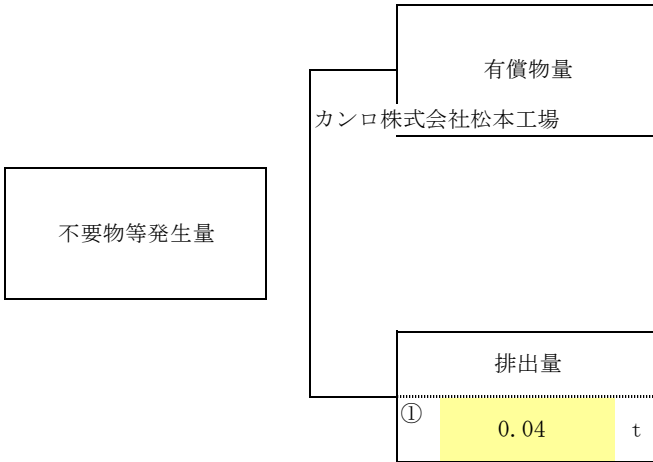 有償物量
カンロ株式会社松本工場
不要物等発生量
排出量
① 0.04 t